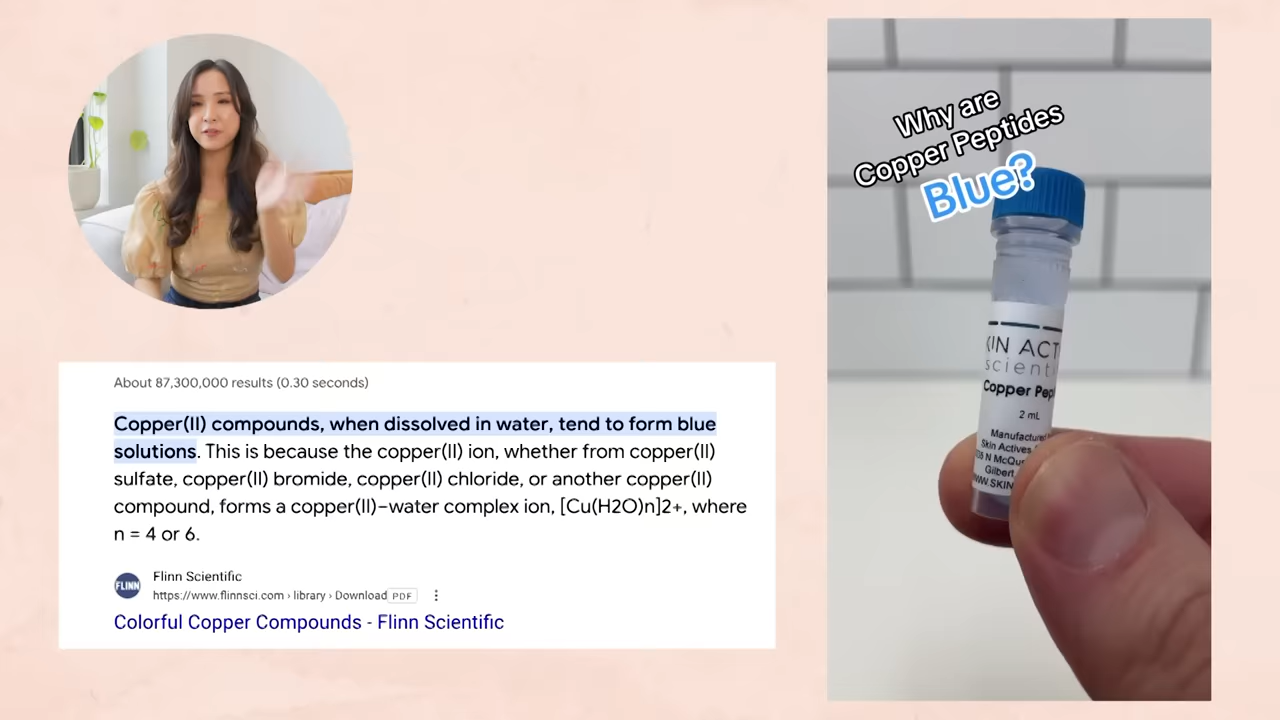 About 87,300,000 results (0.30 seconds)
Copper(II) compounds, when dissolved in water, tend to form blue
solutions. This is because the copper(II) ion, whether from copper(II)
sulfate, copper(II) bromide, copper(II) chloride, or another copper(II)
compound, forms a copper(II)–water complex ion, [Cu(H2O)n]2+, where
n = 4 or 6.
FLINN
Flinn Scientific
https://www.flinnsci.com › library › Download PDF
Colorful Copper Compounds - Flinn Scientific
Why are
Copper Peptides
Blue?
Copper
2 mL
Skin Actives
N
Gilbert